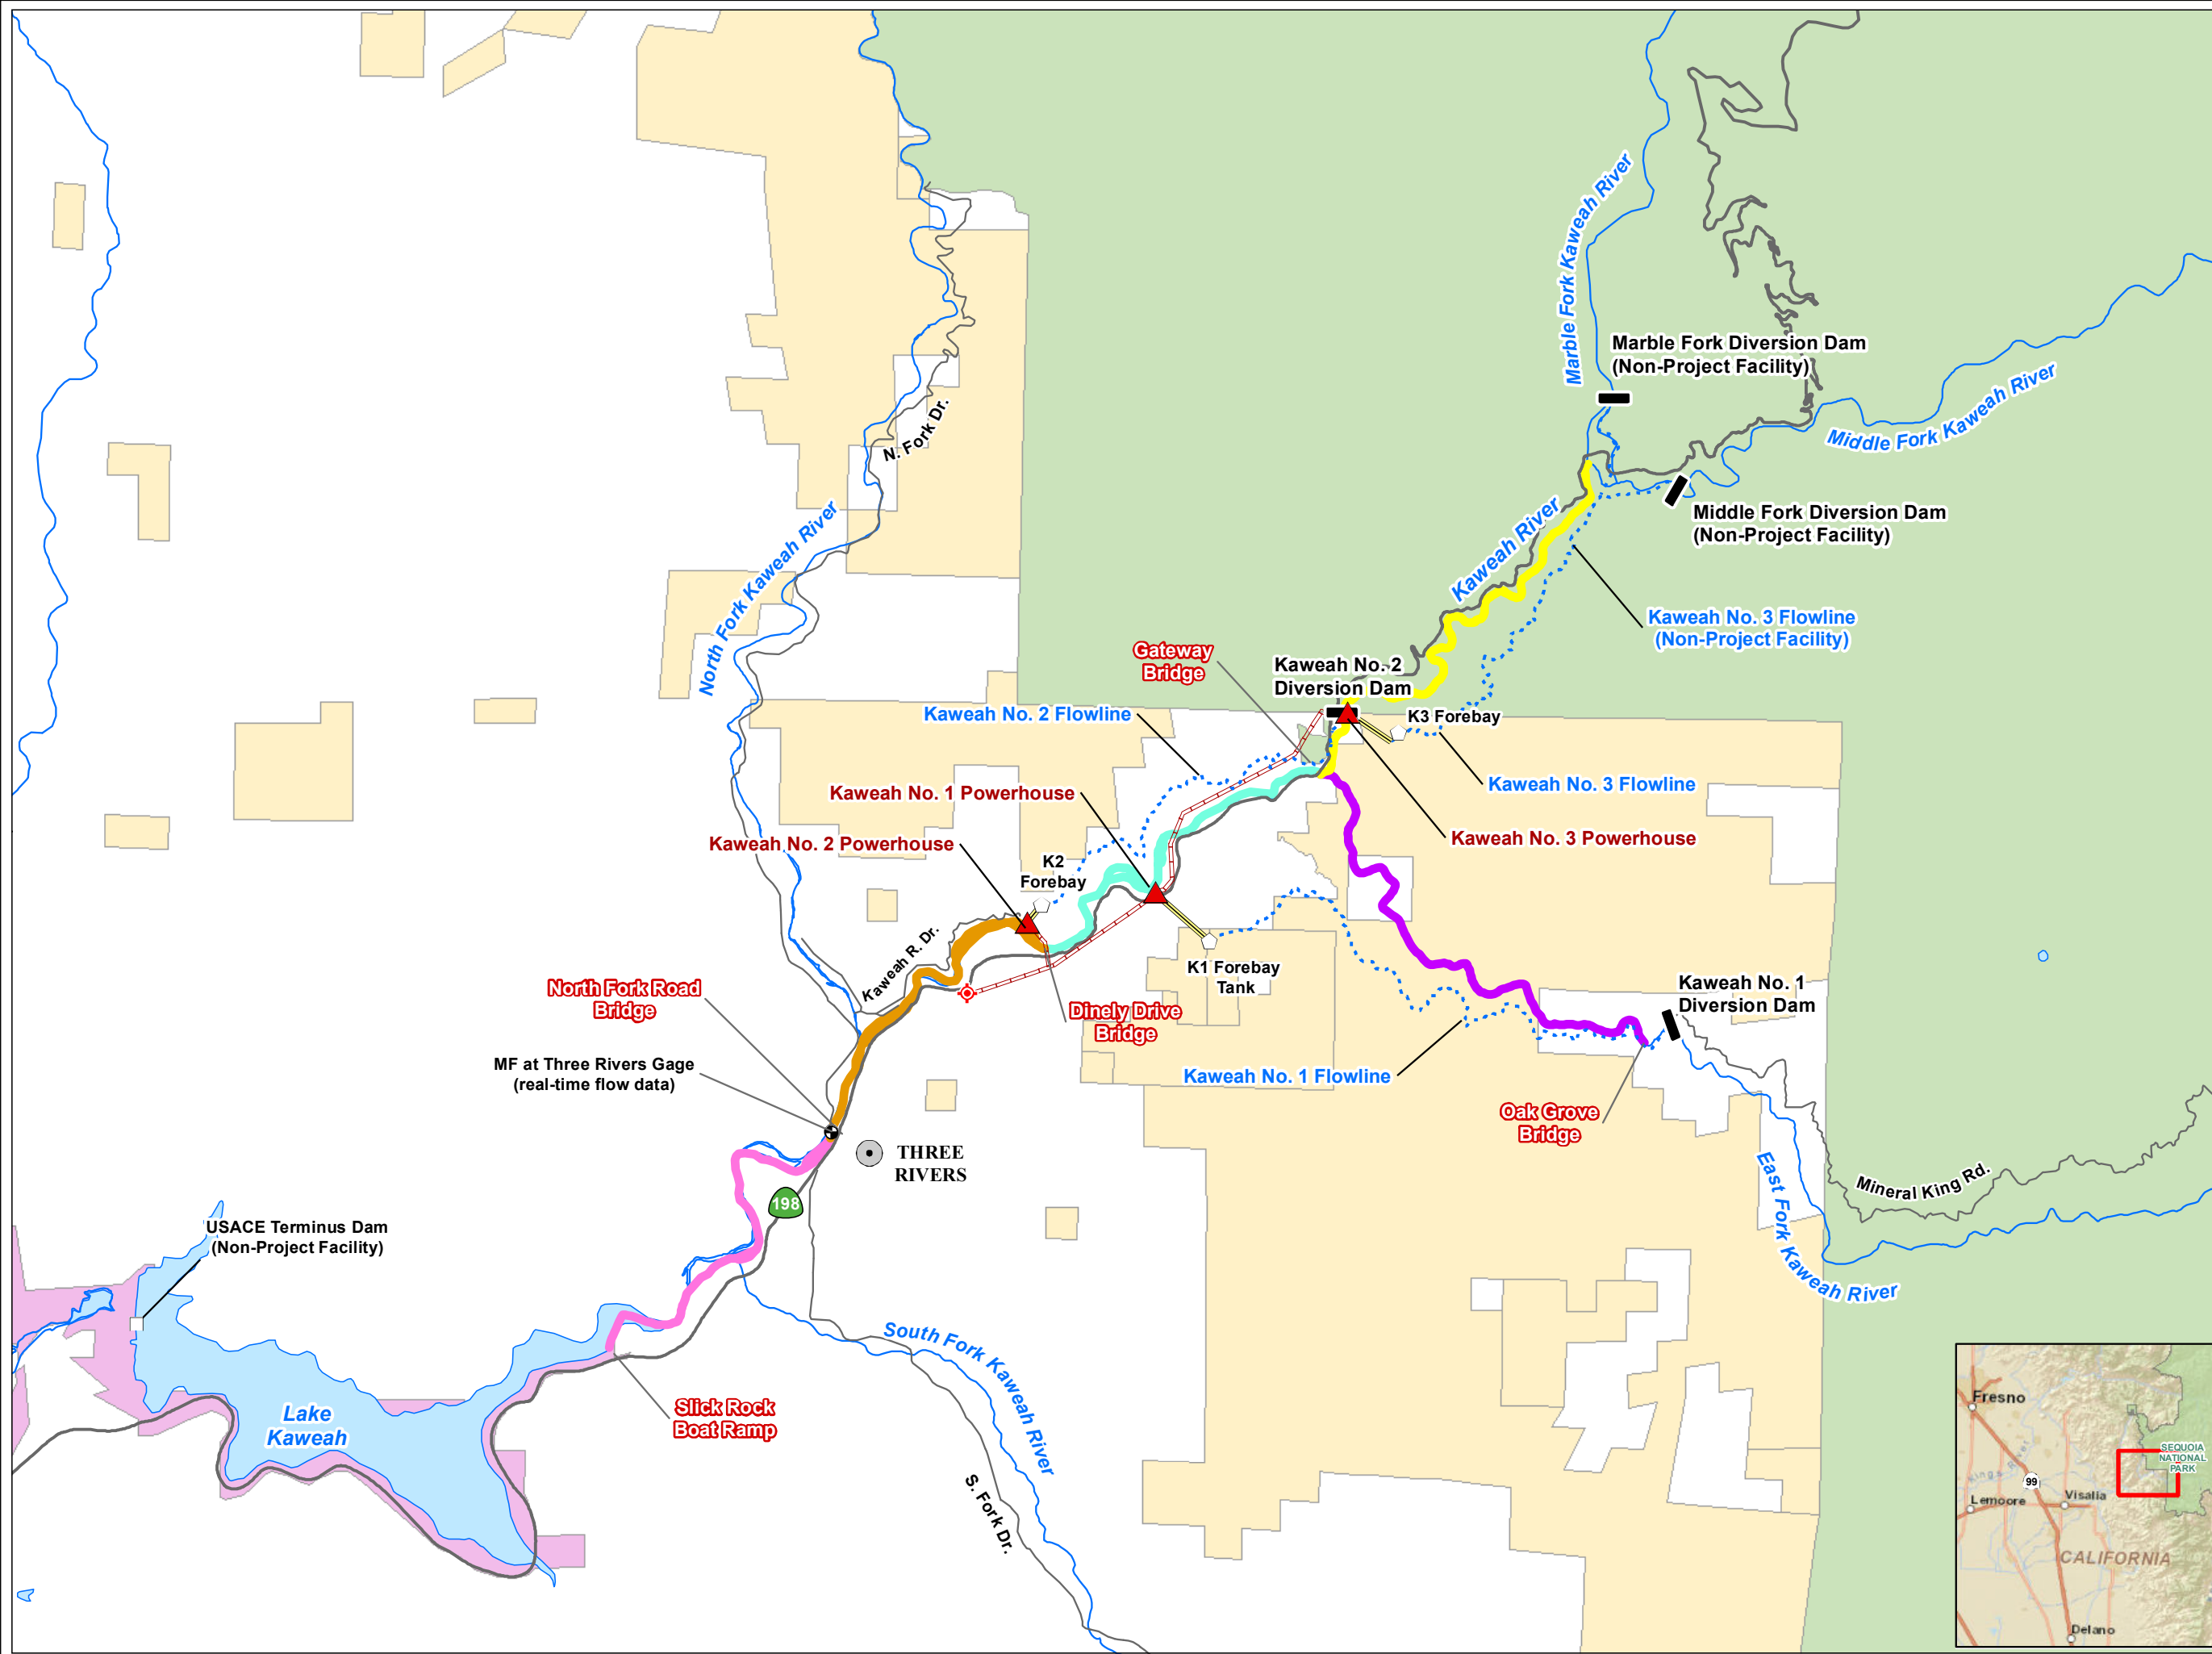 Marble Fork Kaweah River
Marble Fork Diversion Dam
(Non-Project Facility)
Middle Fork Kaweah River
N. Fork Dr.
Middle Fork Diversion Dam
(Non-Project Facility)
Kaweah River
North Fork Kaweah River
Kaweah No. 3 Flowline
(Non-Project Facility)
Gateway
Bridge
Kaweah No. 2
Diversion Dam
Kaweah No. 2 Flowline
K3 Forebay
Kaweah No. 3 Flowline
Kaweah No. 1 Powerhouse
Kaweah No. 3 Powerhouse
Kaweah No. 2 Powerhouse
K2
Forebay
Kaweah R. Dr.
K1 Forebay
Tank
North Fork Road
Bridge
Kaweah No. 1
Diversion Dam
Dinely Drive
Bridge
MF at Three Rivers Gage
(real-time flow data)
Kaweah No. 1 Flowline
Oak Grove
Bridge
THREE
RIVERS
Mineral King Rd.
East Fork Kaweah River
198
USACE Terminus Dam
(Non-Project Facility)
South Fork Kaweah River
Lake
Kaweah
Slick Rock
Boat Ramp
S. Fork Dr.
Fresno
SEQUOIA
NATIONAL
PARK
Kings River
99
Lemoore
Visalia
CALIFORNIA
Delano